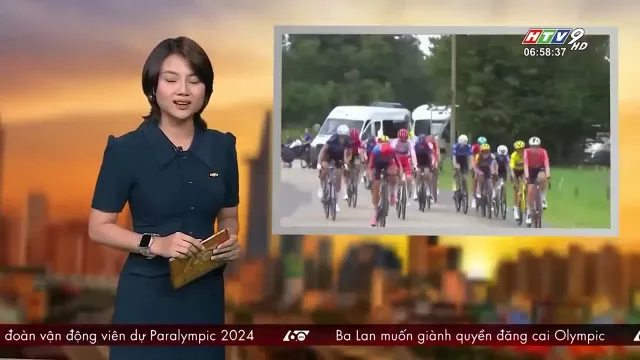 HTV9 HD
06:58:37
đoàn vận động viên dự Paralympic 2024 60 Ba Lan muốn giành quyền đăng cai Olympic